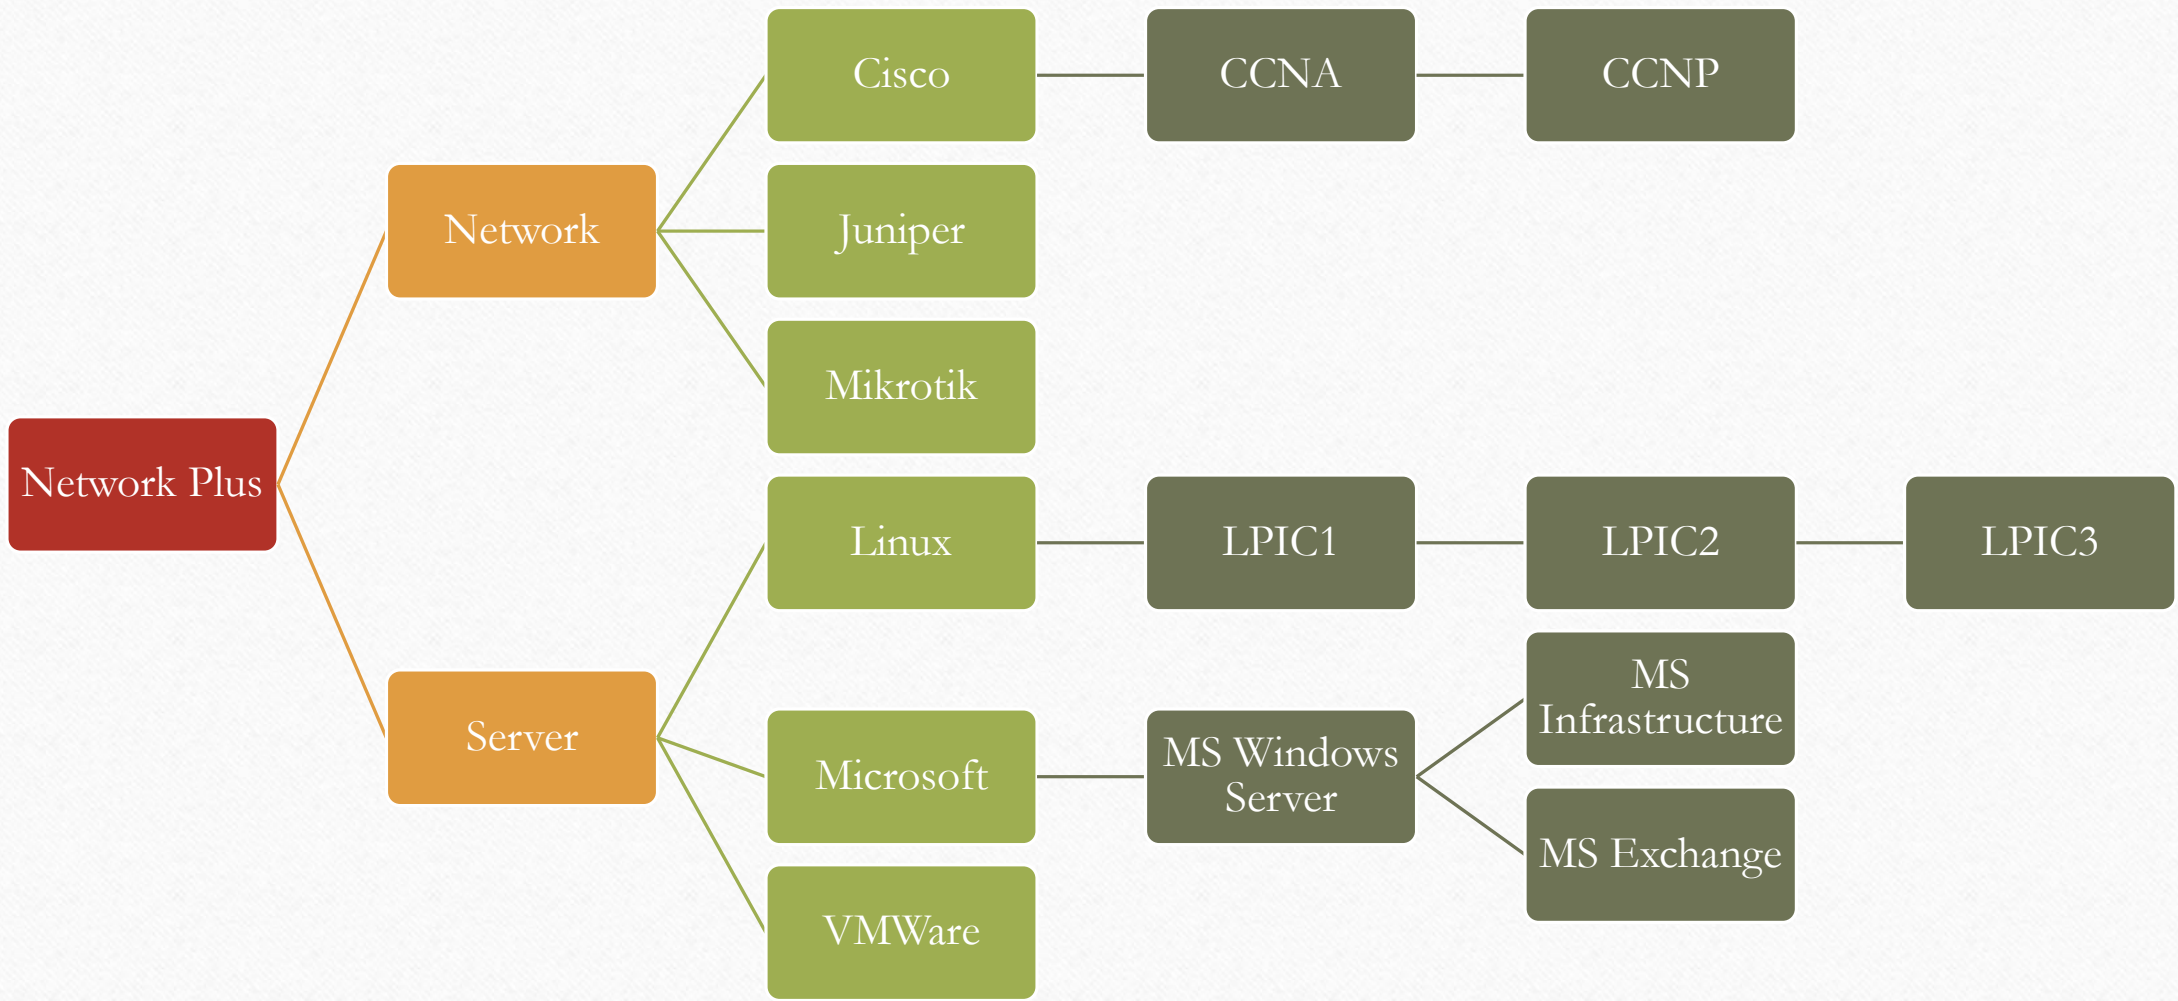 Cisco
CCNA
CCNP
Network
Juniper
Mikrotik
Network Plus
Linux
LPIC1
LPIC2
LPIC3
Server
Microsoft
MS Windows
Server
MS
Infrastructure
MS Exchange
VMWare